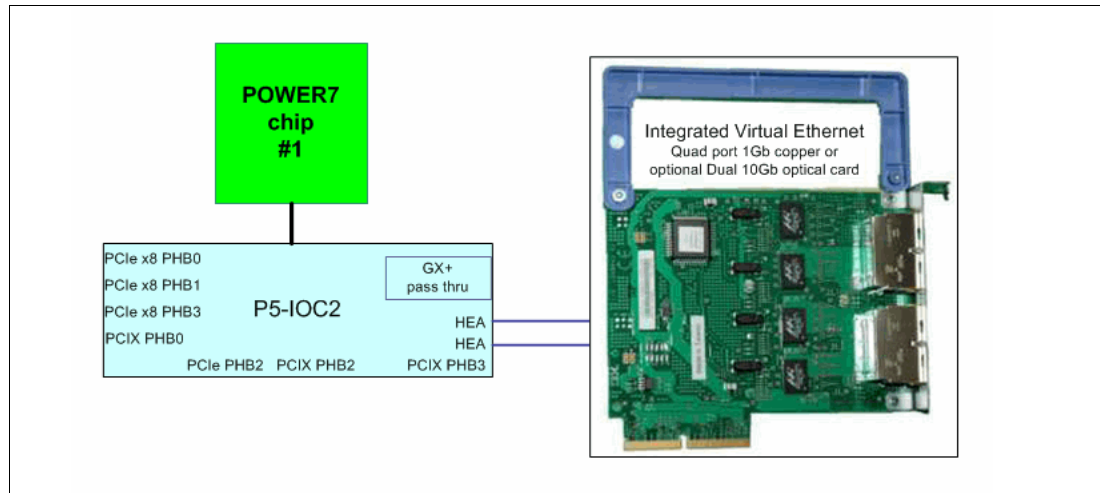 POWER7
chip
#1
Integrated Virtual Ethernet
Quad port 1Gb copper or
optional Dual 10Gb optical card
PCIe x8 PHB0
PCIe x8 PHB1
PCIe x8 PHB3
PCIX PHB0
P5-IOC2
GX+
pass thru
HEA
HEA
PCIe PHB2 PCIX PHB2 PCIX PHB3